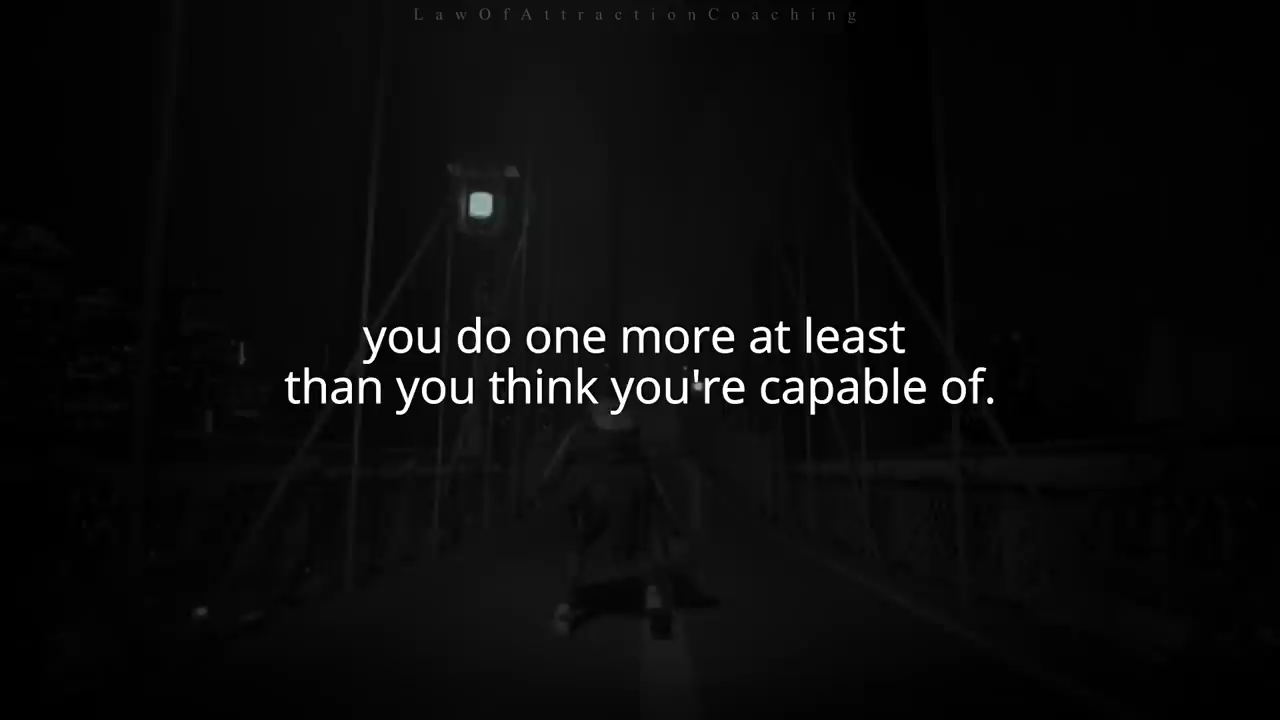 LawOfAttractionCoaching
you do one more at least
than you think you're capable of.